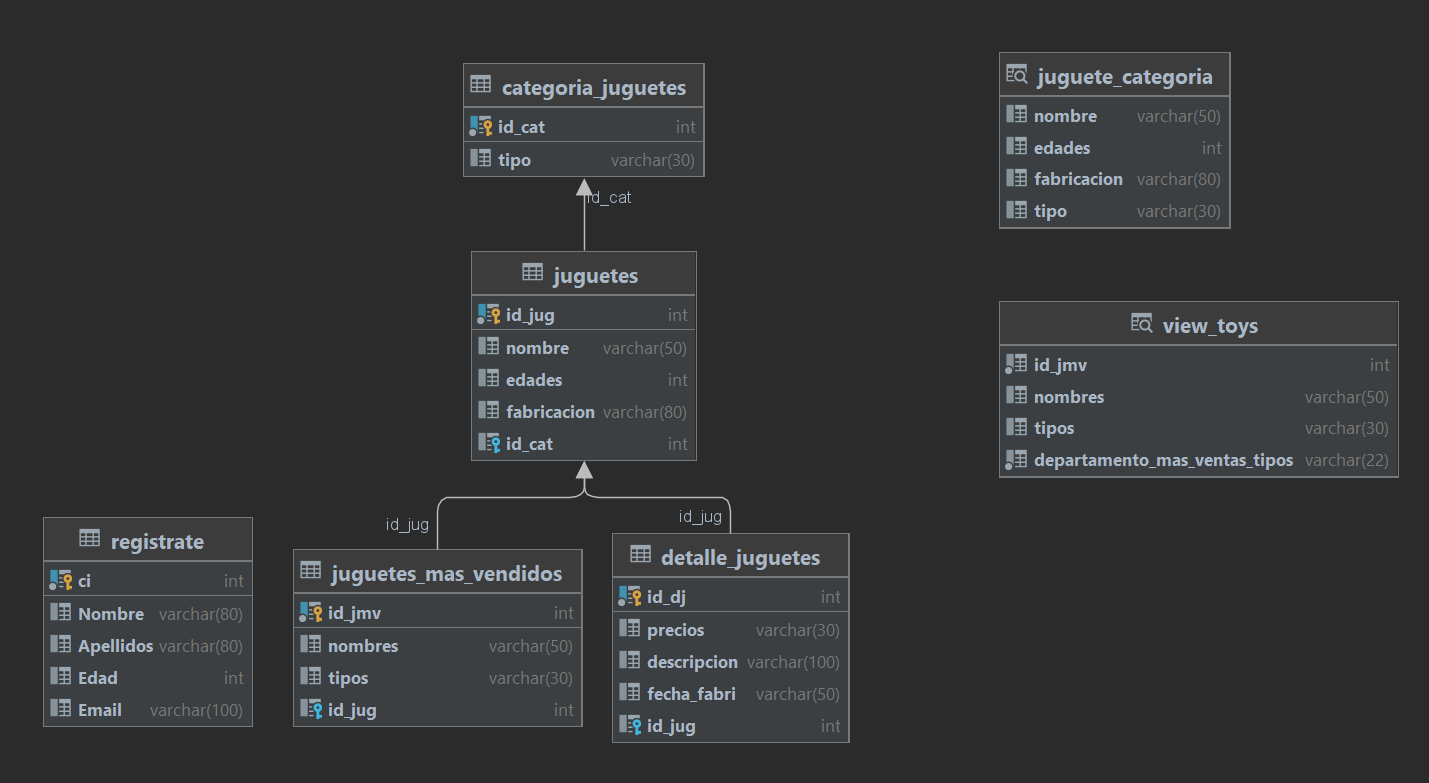 categoria_juguetes
id_cat int
tipo varchar(30)
id_cat
juguetes
id_jug int
nombre varchar(50)
edades int
fabricacion varchar(80)
id_cat int
id_jug
id_jug
registrate
ci int
Nombre varchar(80)
Apellidos varchar(80)
Edad int
Email varchar(100)
juguetes_mas_vendidos
id_jmv int
nombres varchar(50)
tipos varchar(30)
id_jug int
detalle_juguetes
id_dj int
precios varchar(30)
descripcion varchar(100)
fecha_fabri varchar(50)
id_jug int
juguete_categoria
nombre varchar(50)
edades int
fabricacion varchar(80)
tipo varchar(30)
view_toys
id_jmv int
nombres varchar(50)
tipos varchar(30)
departamento_mas_ventas_tipos varchar(22)